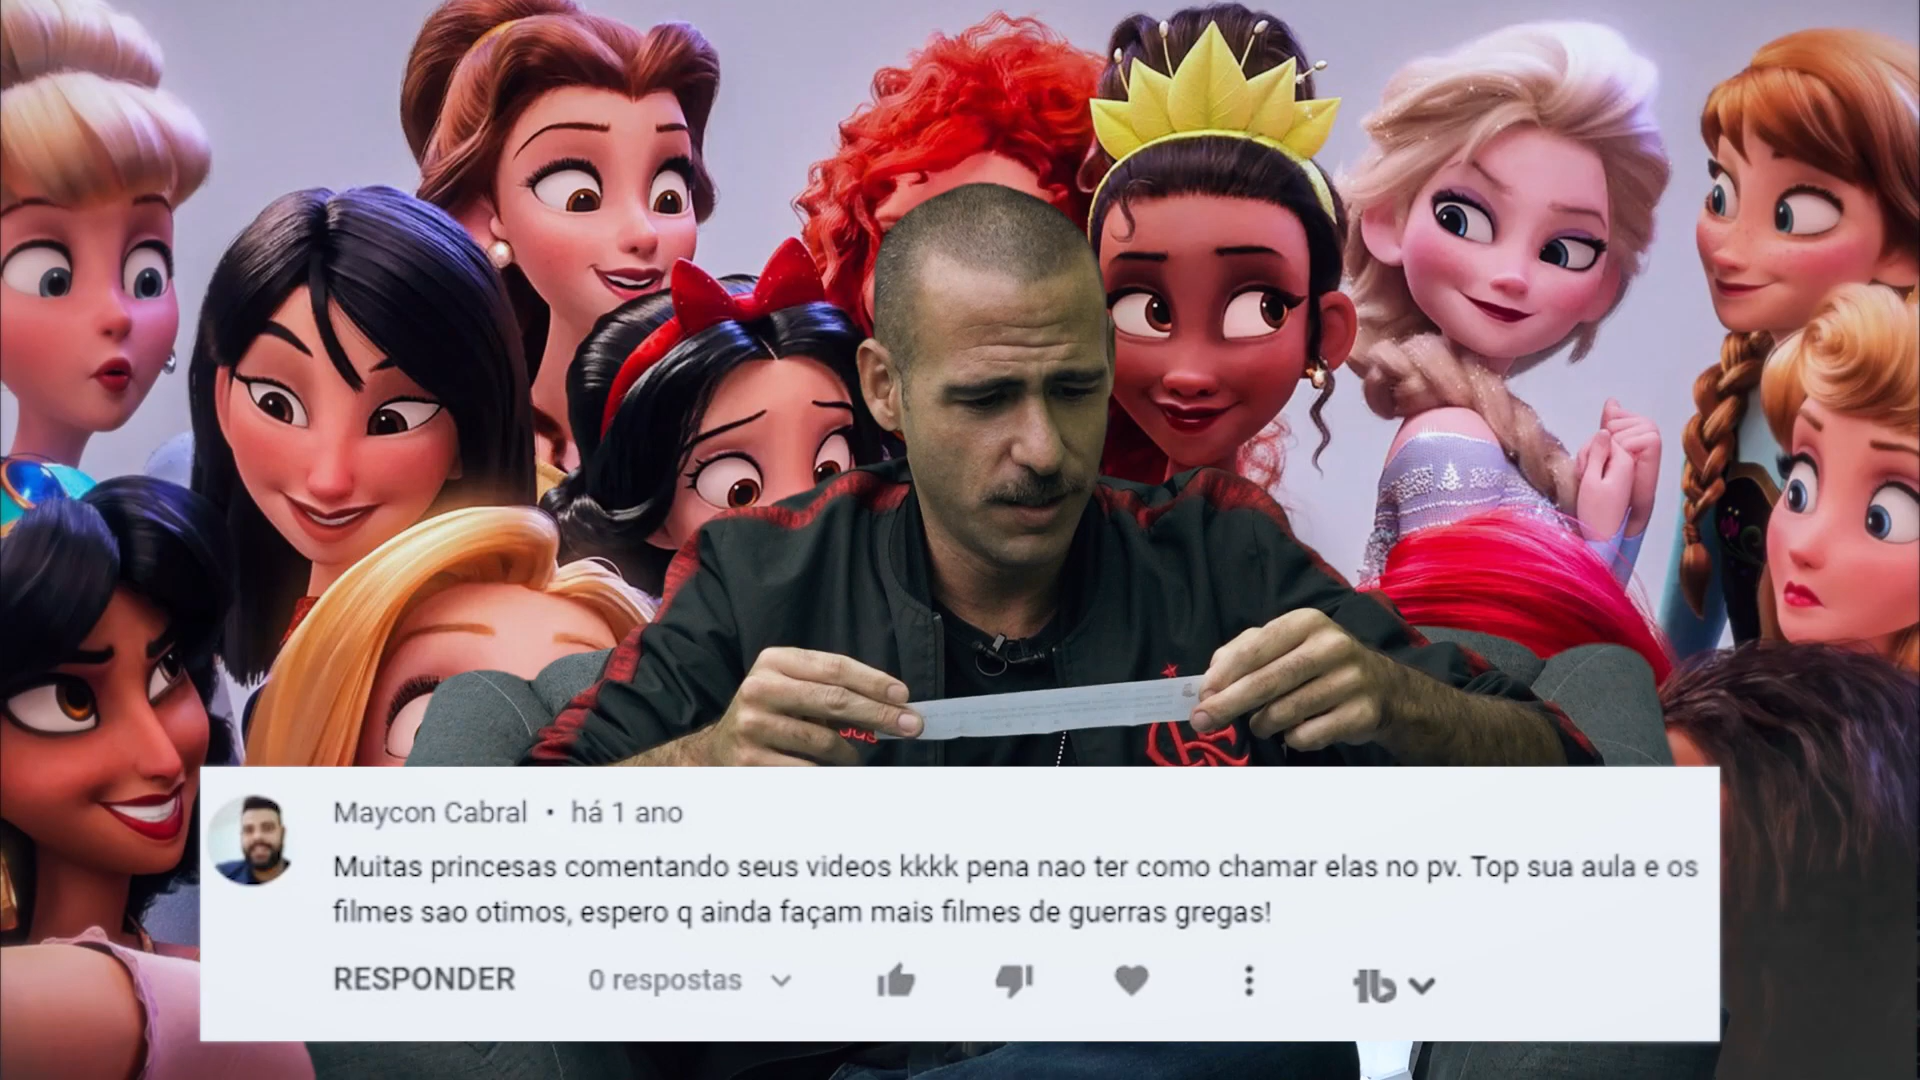 Maycon Cabral • há 1 ano
Muitas princesas comentando seus videos kkkk pena nao ter como chamar elas no pv. Top sua aula e os
filmes sao otimos, espero q ainda façam mais filmes de guerras gregas!
RESPONDER 0 respostas